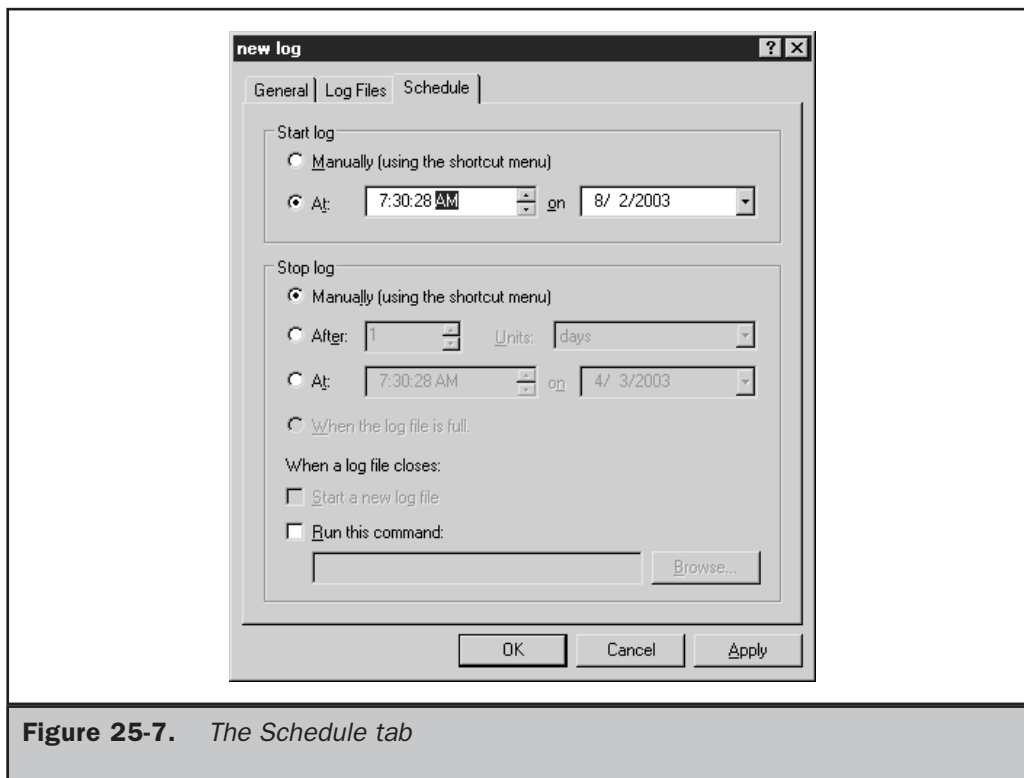 new log
General Log Files Schedule
Start log
Manually (using the shortcut menu)
At: 7:30:28 AM on 8/ 2/2003
Stop log
Manually (using the shortcut menu)
After: 1 Units: days
At: 7:30:28 AM on 4/ 3/2003
When the log file is full.
When a log file closes:
Start a new log file
Run this command:
Browse...
OK Cancel Apply
Figure 25-7. The Schedule tab